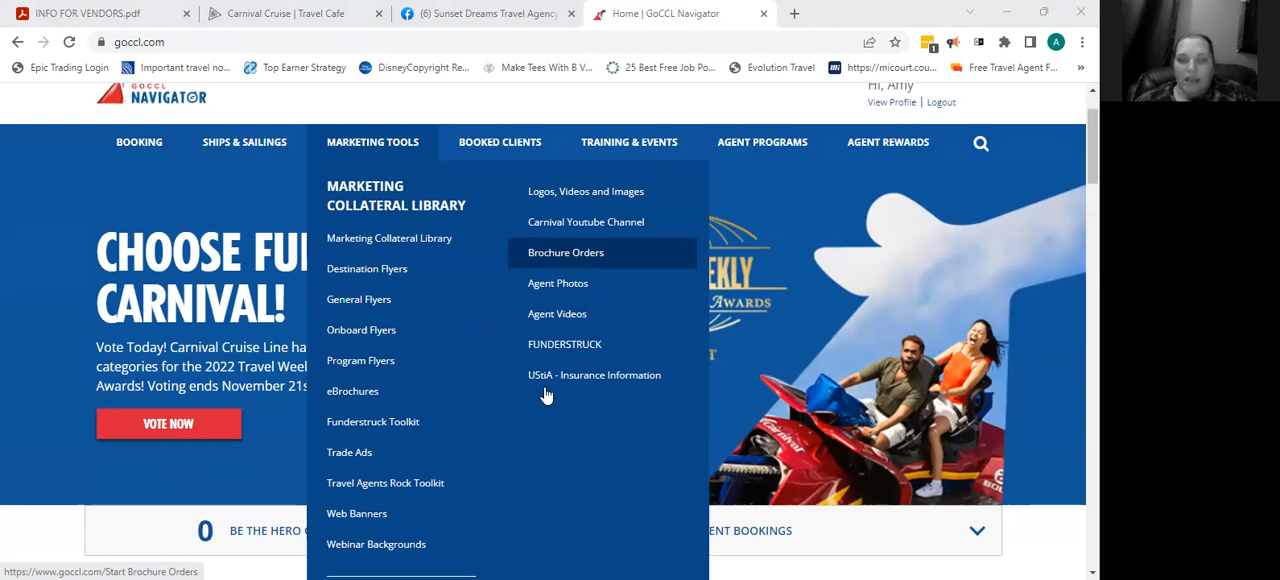 INFO FOR VENDORS.pdf
Carnival Cruise | Travel Cafe
(6) Sunset Dreams Travel Agency
Home | GoCCL Navigator
goccl.com
1
A
Epic Trading Login
Important travel no...
Top Earner Strategy
DisneyCopyright Re...
Make Tees With B...
25 Best Free Job Po...
Evolution Travel
https://micourt.cou...
Free Travel Agent F...
GOCCL
NAVIGATOR
Hi, Amy
View Profile | Logout
BOOKING
SHIPS & SAILINGS
MARKETING TOOLS
BOOKED CLIENTS
TRAINING & EVENTS
AGENT PROGRAMS
AGENT REWARDS
MARKETING
COLLATERAL LIBRARY
Marketing Collateral Library
Destination Flyers
General Flyers
Onboard Flyers
Program Flyers
eBrochures
Funderstruck Toolkit
Trade Ads
Travel Agents Rock Toolkit
Web Banners
Webinar Backgrounds
Logos, Videos and Images
Carnival Youtube Channel
Brochure Orders
Agent Photos
Agent Videos
FUNDERSTRUCK
UStiA - Insurance Information
CHOOSE FU
CARNIVAL!
Vote Today! Carnival Cruise Line ha
categories for the 2022 Travel Wee
Awards! Voting ends November 21s
VOTE NOW
EKLY
AWARDS
Carnival
0 BE THE HERO
ENT BOOKINGS
https://www.goccl.com/Start Brochure Orders